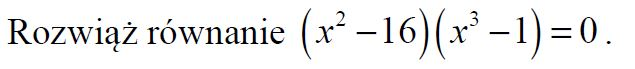 Rozwiąż równanie (x² − 16)(x³ − 1) = 0.